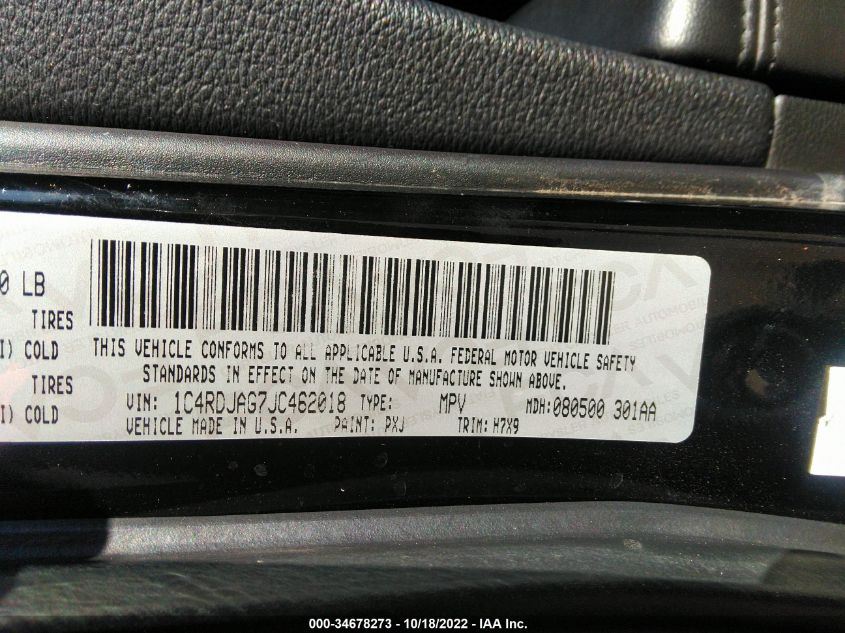 0 LB
TIRES
I) COLD
TIRES
I) COLD
THIS VEHICLE CONFORMS TO ALL APPLICABLE U.S.A. FEDERAL MOTOR VEHICLE SAFETY
STANDARDS IN EFFECT ON THE DATE OF MANUFACTURE SHOWN ABOVE.
VIN: 1C4RDJAG7JC462018 TYPE: MPV MDH:080500 301AA
VEHICLE MADE IN U.S.A. PAINT: PXJ TRIM: H7X9
000-34678273 - 10/18/2022 - IAA Inc.